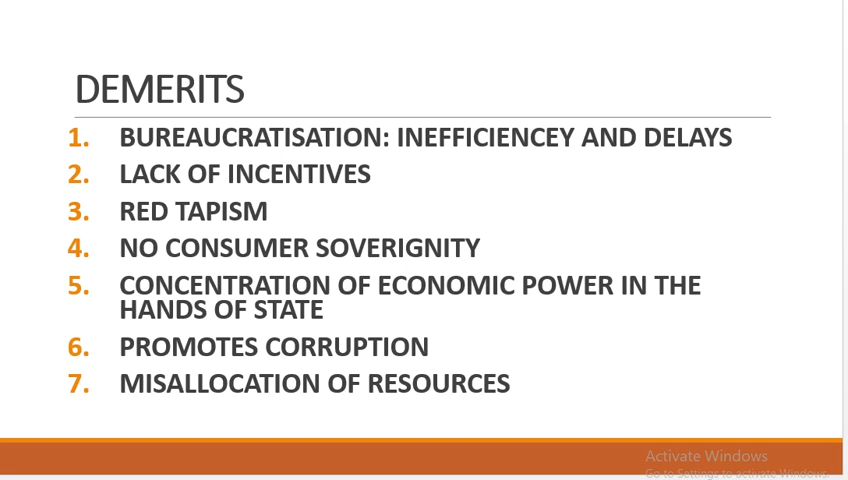 DEMERITS
1. BUREAUCRATISATION: INEFFICIENCEY AND DELAYS
2. LACK OF INCENTIVES
3. RED TAPISM
4. NO CONSUMER SOVERIGNITY
5. CONCENTRATION OF ECONOMIC POWER IN THE
HANDS OF STATE
6. PROMOTES CORRUPTION
7. MISALLOCATION OF RESOURCES
Activate Windows
Go to Settings to activate Windows.